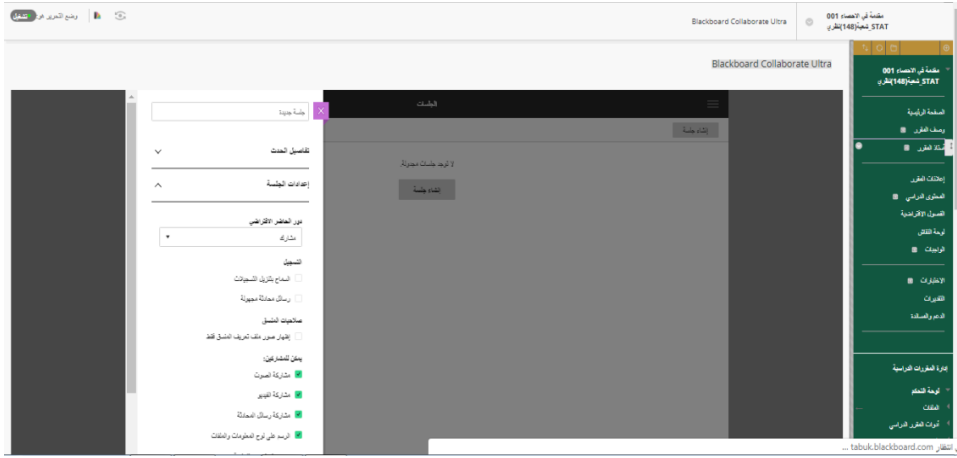 مقدمة في الاحصاء 001
STAT_شعبة(148)نظري
Blackboard Collaborate Ultra
وضع التحرير هو:
تشغيل
Blackboard Collaborate Ultra
مقدمة في الاحصاء 001
STAT_شعبة(148)نظري
الصفحة الرئيسية
وصف المقرر
أستاذ المقرر
إعلانات المقرر
المحتوى الدراسي
الفصول الافتراضية
لوحة النقاش
الواجبات
الاختبارات
التقديرات
الدعم والمساندة
إدارة المقررات الدراسية
لوحة التحكم
الملفات
أدوات المقرر الدراسي
الجلسات
إنشاء جلسة
لا توجد جلسات مجدولة.
إنشاء جلسة
جلسة جديدة
تفاصيل الحدث
إعدادات الجلسة
دور الحاضر الافتراضي
مشارك
التسجيل
السماح بتنزيل التسجيلات
رسائل محادثة مجهولة
صلاحيات المنسق
إظهار صور ملف تعريف المنسق فقط
يمكن للمشاركين:
مشاركة الصوت
مشاركة الفيديو
مشاركة رسائل المحادثة
الرسم على لوح المعلومات والملفات
انتظار tabuk.blackboard.com ...